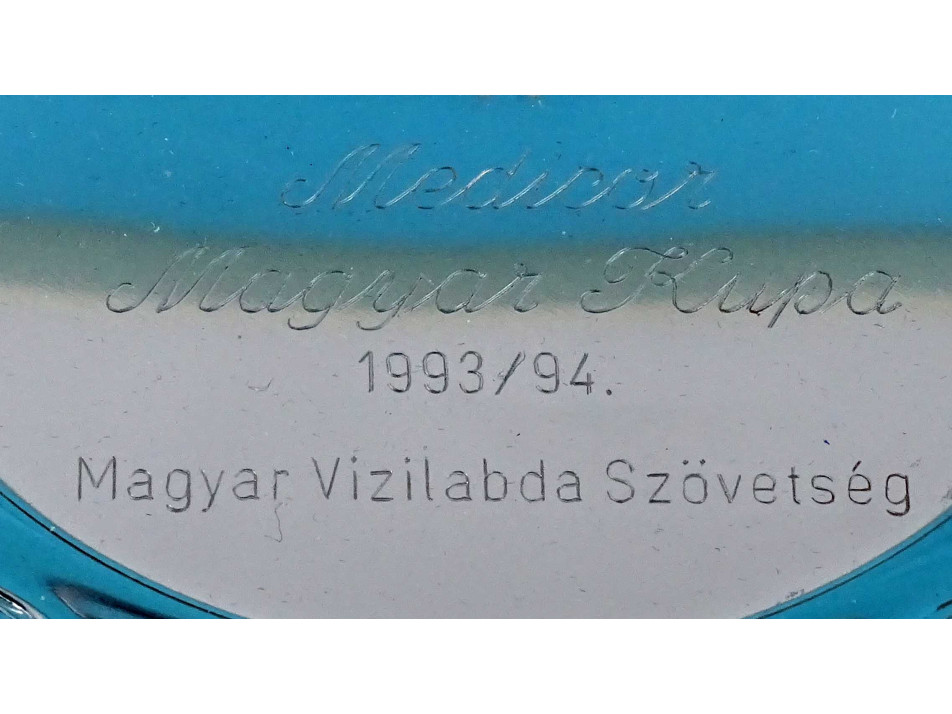 Medicor
Magyar Kupa
1993/94.
Magyar Vizilabda Szövetség